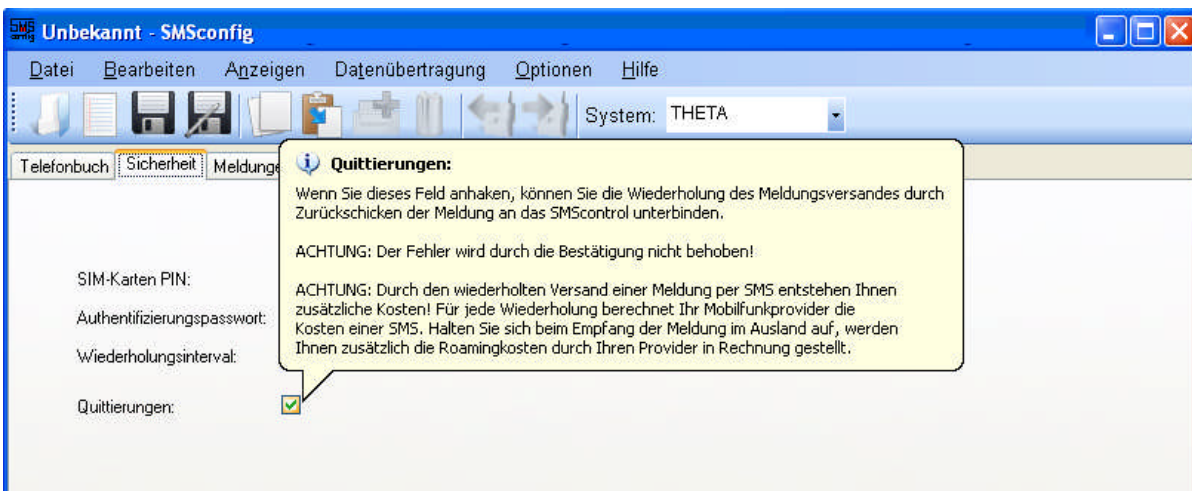 SMS config Unbekannt - SMSconfig
Datei Bearbeiten Anzeigen Datenübertragung Optionen Hilfe
System: THETA
Telefonbuch Sicherheit Meldunge
Quittierungen:
Wenn Sie dieses Feld anhaken, können Sie die Wiederholung des Meldungsversandes durch
Zurückschicken der Meldung an das SMScontrol unterbinden.
ACHTUNG: Der Fehler wird durch die Bestätigung nicht behoben!
ACHTUNG: Durch den wiederholten Versand einer Meldung per SMS entstehen Ihnen
zusätzliche Kosten! Für jede Wiederholung berechnet Ihr Mobilfunkprovider die
Kosten einer SMS. Halten Sie sich beim Empfang der Meldung im Ausland auf, werden
Ihnen zusätzlich die Roamingkosten durch Ihren Provider in Rechnung gestellt.
SIM-Karten PIN:
Authentifizierungspasswort:
Wiederholungsinterval:
Quittierungen: